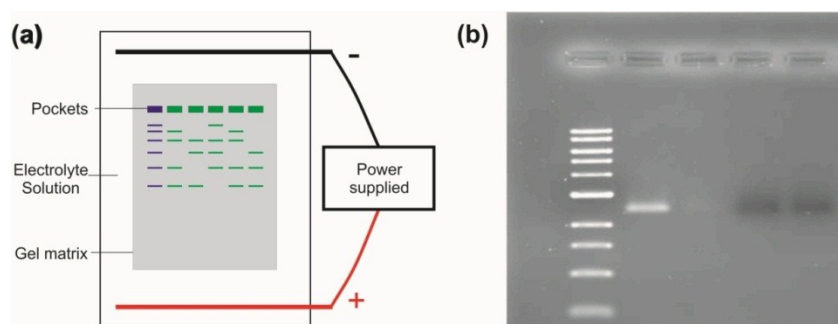 (a)
-
Pockets
Electrolyte
Solution
Gel matrix
Power
supplied
+
(b)